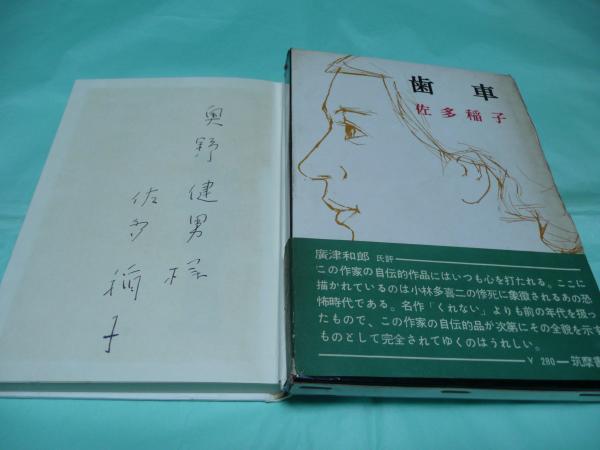 奥野健男様
佐多稲子
歯車
佐多稲子
廣津和郎 氏評
この作家の自伝的作品にはいつも心を打たれる。ここに
描かれているのは小林多喜二の惨死に象徴されるあの恐
怖時代である。名作「くれない」よりも前の年代を扱っ
たもので、この作家の自伝的作品が次第にその全貌を示す
ものとして完全されてゆくのはうれしい。
¥ 280 — 筑摩書